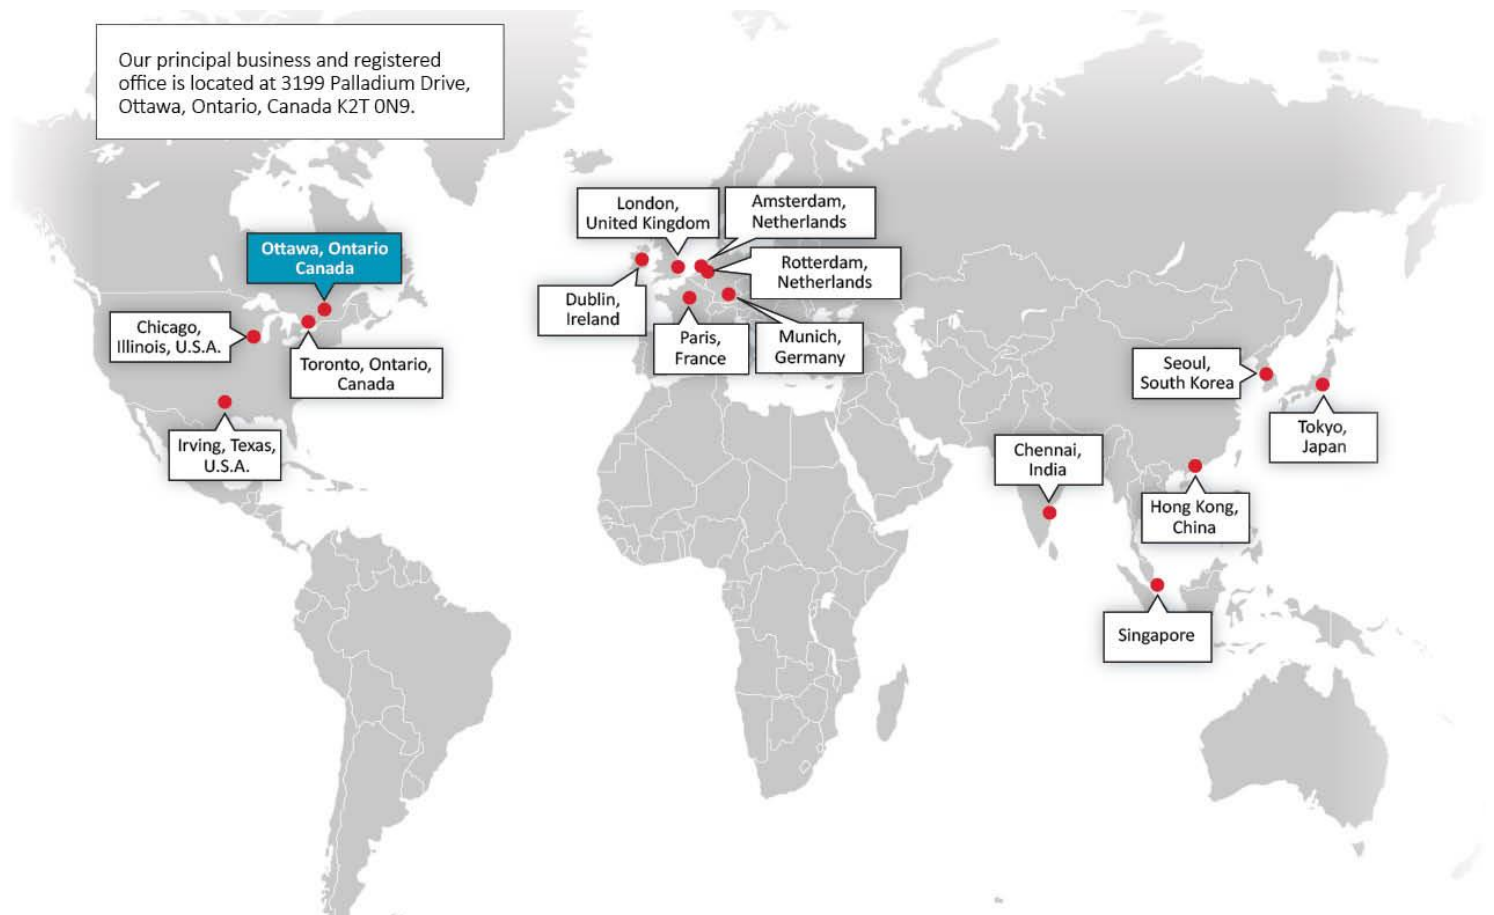 Our principal business and registered
office is located at 3199 Palladium Drive,
Ottawa, Ontario, Canada K2T 0N9.
London,
United Kingdom
Amsterdam,
Netherlands
Ottawa, Ontario
Canada
Rotterdam,
Netherlands
Dublin,
Ireland
Chicago,
Illinois, U.S.A.
Paris,
France
Munich,
Germany
Toronto, Ontario,
Canada
Seoul,
South Korea
Tokyo,
Japan
Irving, Texas,
U.S.A.
Chennai,
India
Hong Kong,
China
Singapore